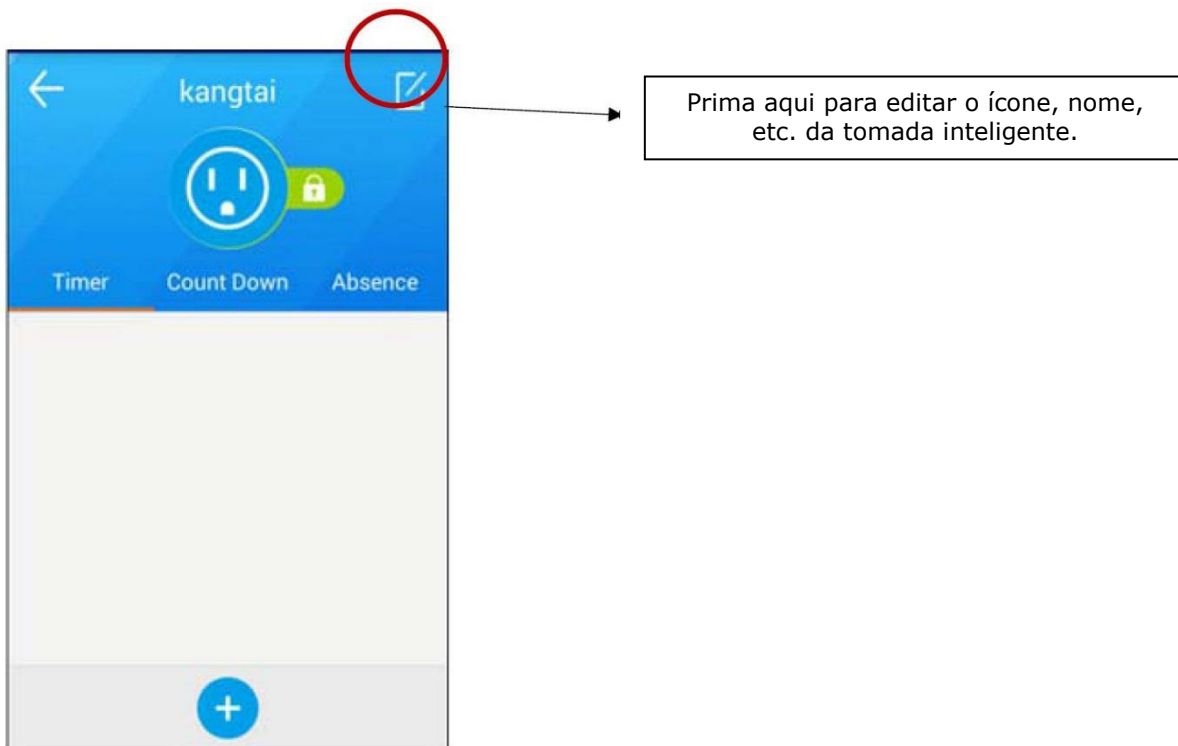 kangtai
Prima aqui para editar o ícone, nome,
etc. da tomada inteligente.
Timer Count Down Absence